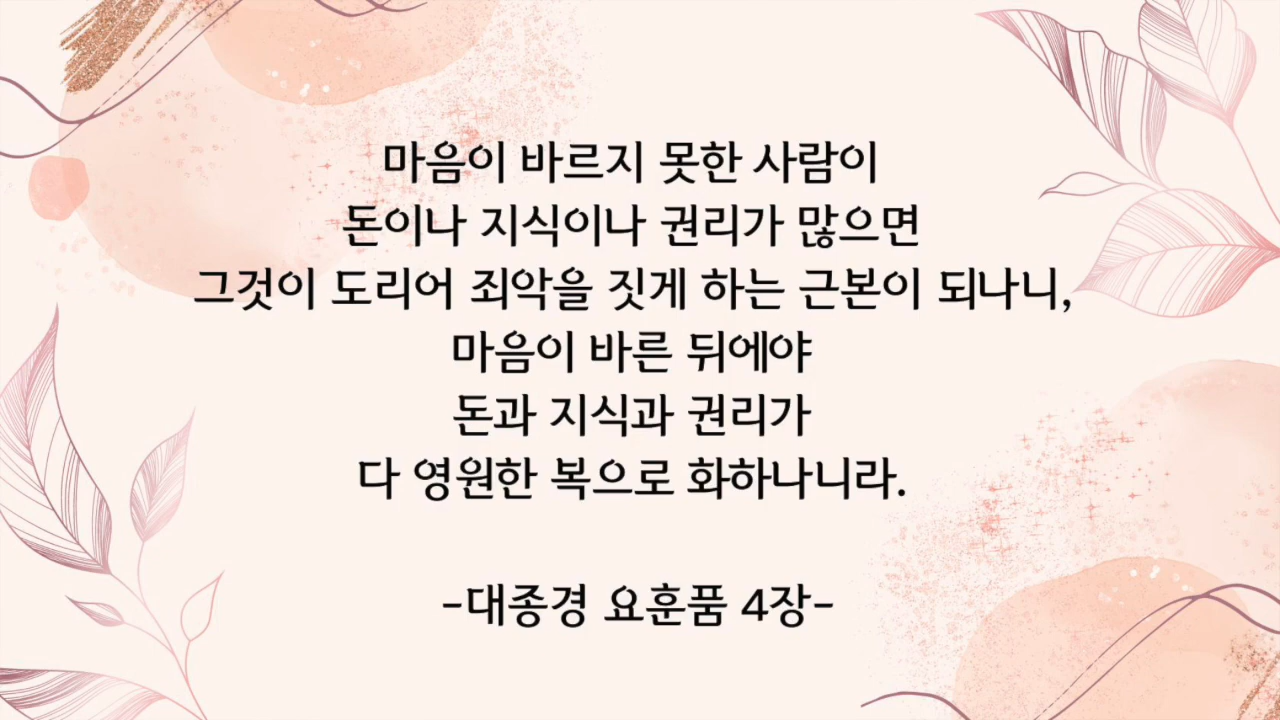 마음이 바르지 못한 사람이
돈이나 지식이나 권리가 많으면
그것이 도리어 죄악을 짓게 하는 근본이 되나니,
마음이 바른 뒤에야
돈과 지식과 권리가
다 영원한 복으로 화하나니라.
-대종경 요훈품 4장-